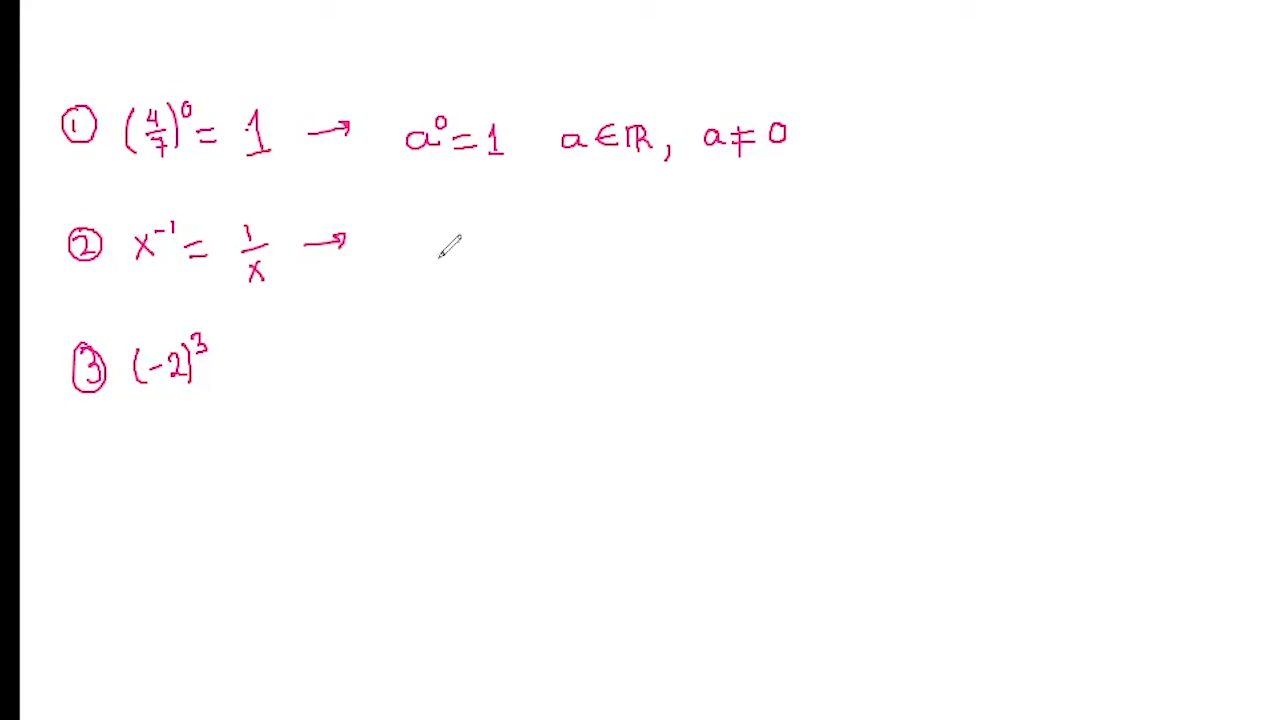 ① (4/7)⁰ = 1 → a⁰ = 1 a ∈ ℝ, a ≠ 0
② x⁻¹ = 1/x →
③ (-2)³